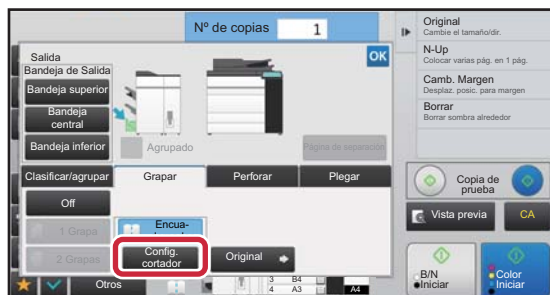 Nº de copias 1
Original
Cambie el tamaño/dir.
N-Up
Colocar varias pág. en 1 pág.
Camb. Margen
Desplaz. posic. para margen
Borrar
Borrar sombra alrededor
Salida
OK
Bandeja de Salida
Bandeja superior
Bandeja
central
Bandeja inferior
Agrupado
Página de separación
Clasificar/agrupar
Grapar
Perforar
Plegar
Off
1 Grapa
2 Grapas
Encua-
Config.
cortador
Original
Otros
3 B4
4 A3
A4
Copia de
prueba
Vista previa
CA
B/N
Iniciar
Color
Iniciar